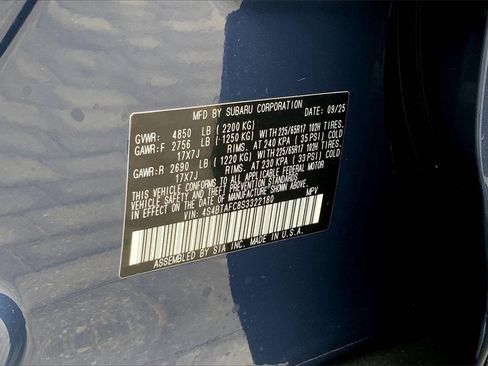 MFD BY SUBARU CORPORATION DATE: 09/25
GVWR: 4850 LB ( 2200 KG)
GAWR:F 2756 LB ( 1250 KG) WITH 225/65R17 102H TIRES.
17X7J RIMS. AT 240 KPA ( 35 PSI) COLD
GAWR:R 2690 LB ( 1220 KG) WITH 225/65R17 102H TIRES.
17X7J RIMS. AT 230 KPA ( 33 PSI) COLD
THIS VEHICLE CONFORMS TO ALL APPLICABLE FEDERAL MOTOR
VEHICLE SAFETY, BUMPER, AND THEFT PREVENTION STANDARDS
IN EFFECT ON THE DATE OF MANUFACTURE SHOWN ABOVE.
VIN: 4S4BTAFC8S3322180 MPV
ASSEMBLED BY SIA INC. MADE IN U.S.A.